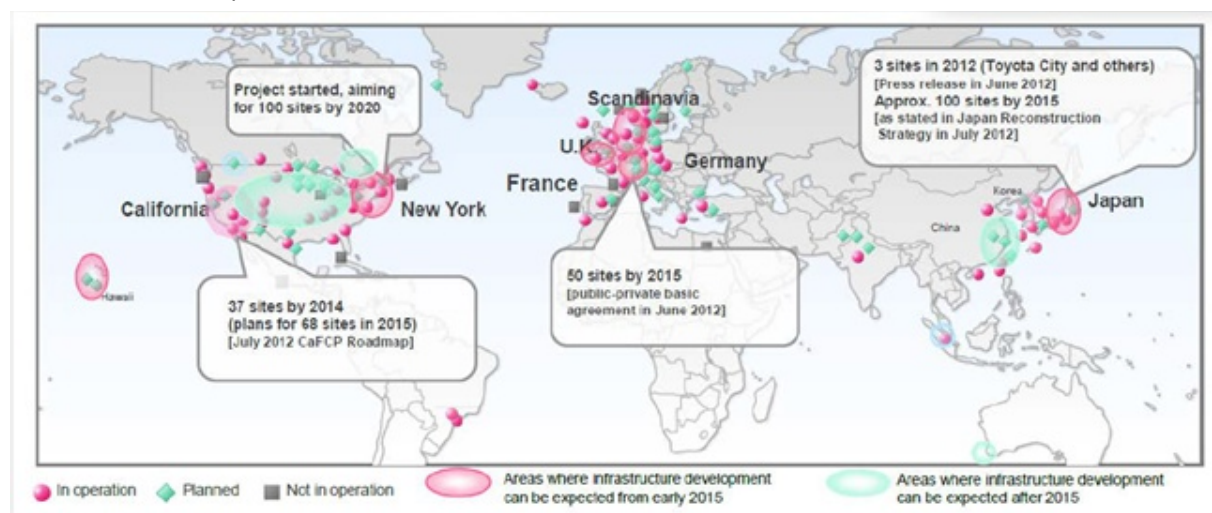 Project started, aiming
for 100 sites by 2020
3 sites in 2012 (Toyota City and others)
[Press release in June 2012]
Approx. 100 sites by 2015
[as stated in Japan Reconstruction
Strategy in July 2012]
Scandinavia
U.K.
Germany
France
California
New York
Korea
Japan
China
Hawaii
37 sites by 2014
(plans for 68 sites in 2015)
[July 2012 CaFCP Roadmap]
50 sites by 2015
[public-private basic
agreement in June 2012]
In operation
Planned
Not in operation
Areas where infrastructure development
can be expected from early 2015
Areas where infrastructure development
can be expected after 2015